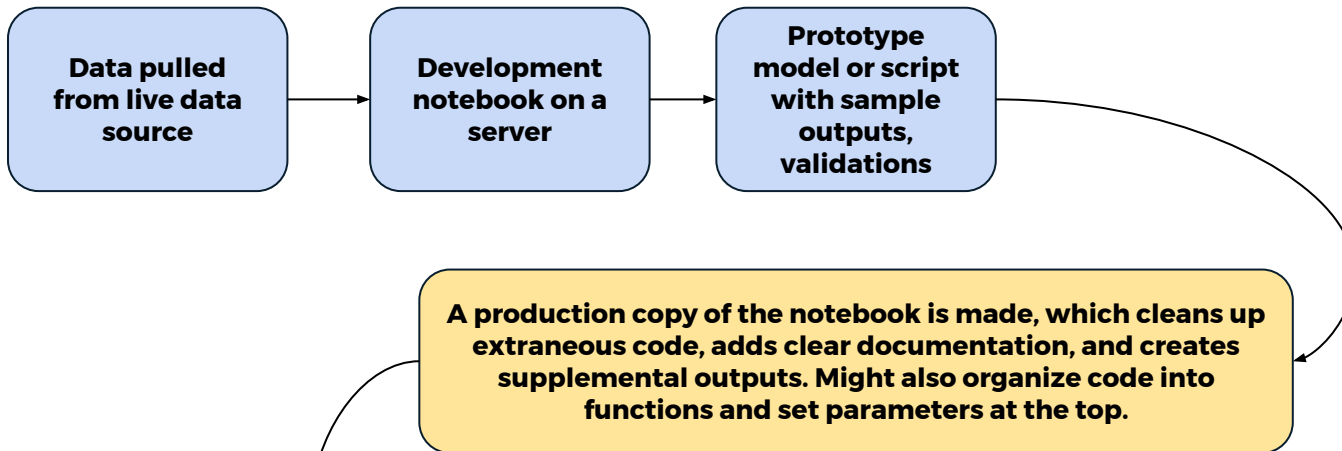 Data pulled
from live data
source
Development
notebook on a
server
Prototype
model or script
with sample
outputs,
validations
A production copy of the notebook is made, which cleans up
extraneous code, adds clear documentation, and creates
supplemental outputs. Might also organize code into
functions and set parameters at the top.